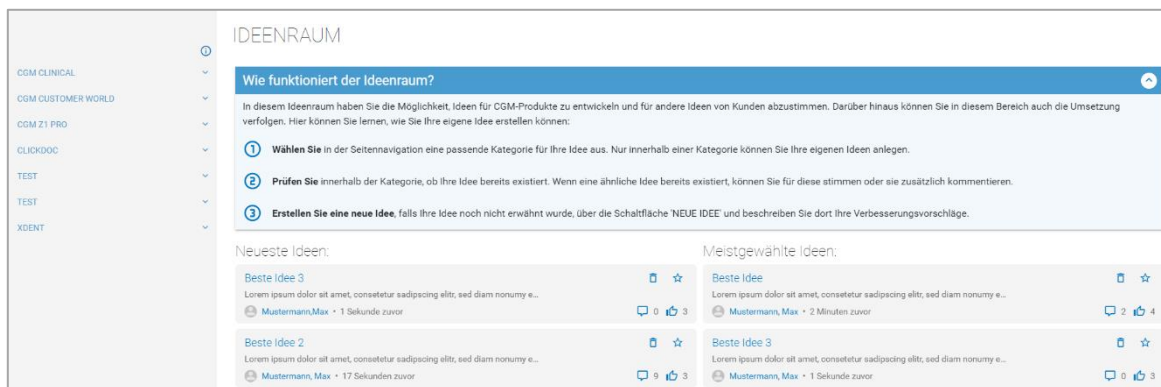 IDEENRAUM
CGM CLINICAL
CGM CUSTOMER WORLD
CGM Z1 PRO
CLICKDOC
TEST
TEST
XDENT
Wie funktioniert der Ideenraum?
In diesem Ideenraum haben Sie die Möglichkeit, Ideen für CGM-Produkte zu entwickeln und für andere Ideen von Kunden abzustimmen. Darüber hinaus können Sie in diesem Bereich auch die Umsetzung
verfolgen. Hier können Sie lernen, wie Sie Ihre eigene Idee erstellen können:
1 Wählen Sie in der Seitennavigation eine passende Kategorie für Ihre Idee aus. Nur innerhalb einer Kategorie können Sie Ihre eigenen Ideen anlegen.
2 Prüfen Sie innerhalb der Kategorie, ob Ihre Idee bereits existiert. Wenn eine ähnliche Idee bereits existiert, können Sie für diese stimmen oder sie zusätzlich kommentieren.
3 Erstellen Sie eine neue Idee, falls Ihre Idee noch nicht erwähnt wurde, über die Schaltfläche 'NEUE IDEE' und beschreiben Sie dort Ihre Verbesserungsvorschläge.
Neueste Ideen:
Beste Idee 3
Lorem ipsum dolor sit amet, consetetur sadipscing elitr, sed diam nonumy e...
Mustermann,Max • 1 Sekunde zuvor 0 3
Beste Idee 2
Lorem ipsum dolor sit amet, consetetur sadipscing elitr, sed diam nonumy e...
Mustermann, Max • 17 Sekunden zuvor 9 3
Meistgewählte Ideen:
Beste Idee
Lorem ipsum dolor sit amet, consetetur sadipscing elitr, sed diam nonumy e...
Mustermann, Max • 2 Minuten zuvor 2 4
Beste Idee 3
Lorem ipsum dolor sit amet, consetetur sadipscing elitr, sed diam nonumy e...
Mustermann, Max • 1 Sekunde zuvor 0 3